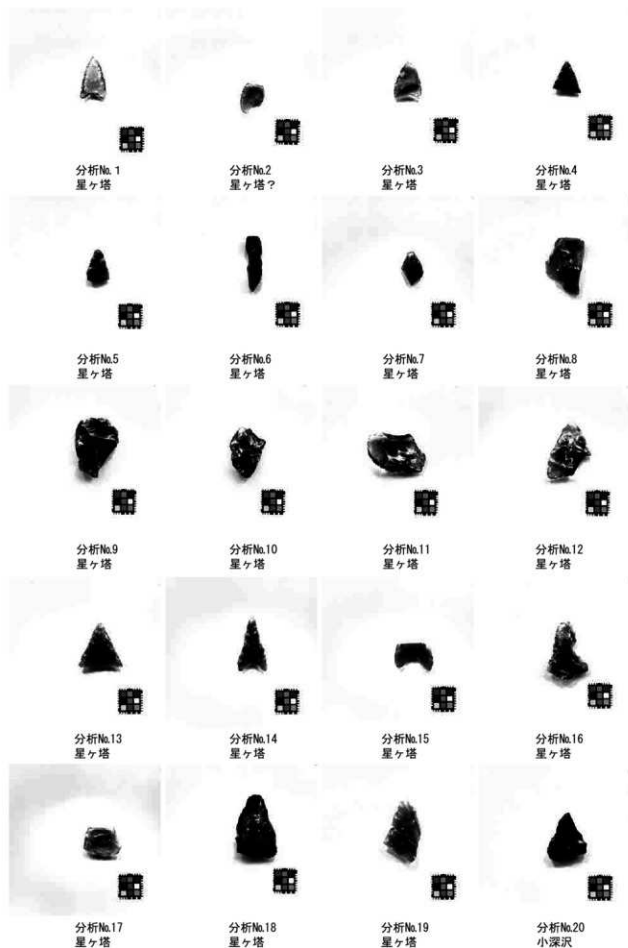 分析No. 1
星ヶ塔
分析No.2
星ヶ塔？
分析No.3
星ヶ塔
分析No.4
星ヶ塔
分析No.5
星ヶ塔
分析No.6
星ヶ塔
分析No.7
星ヶ塔
分析No.8
星ヶ塔
分析No.9
星ヶ塔
分析No.10
星ヶ塔
分析No.11
星ヶ塔
分析No.12
星ヶ塔
分析No.13
星ヶ塔
分析No.14
星ヶ塔
分析No.15
星ヶ塔
分析No.16
星ヶ塔
分析No.17
星ヶ塔
分析No.18
星ヶ塔
分析No.19
星ヶ塔
分析No.20
小深沢